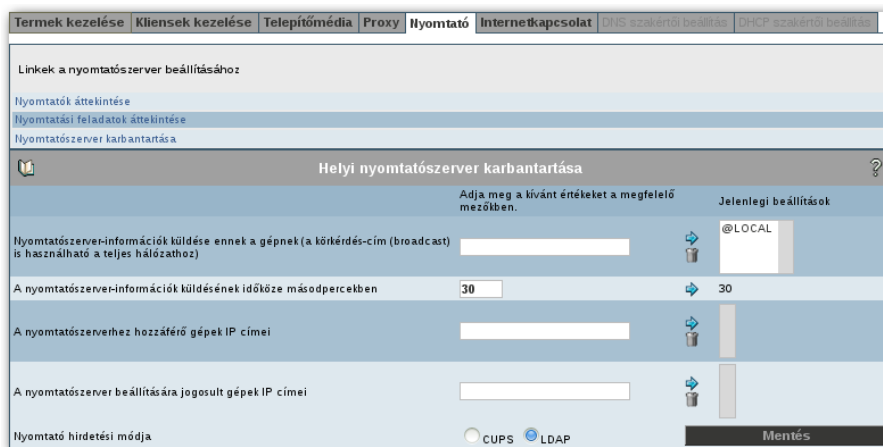 Termek kezelése Kliensek kezelése Telepítőmédia Proxy Nyomtató Internetkapcsolat DNS szakértői beállítás DHCP szakértői beállítás
Linkek a nyomtatószerver beállításához
Nyomtatók áttekintése
Nyomtatási feladatok áttekintése
Nyomtatószerver karbantartása
Helyi nyomtatószerver karbantartása ?
Adja meg a kívánt értékeket a megfelelő
mezőkben.
Jelenlegi beállítások
Nyomtatószerver-információk küldése ennek a gépnek (a körkérdés-cím (broadcast)
is használható a teljes hálózathoz)
@LOCAL
A nyomtatószerver-információk küldésének időköze másodpercekben 30 30
A nyomtatószerverhez hozzáférő gépek IP címei
A nyomtatószerver beállítására jogosult gépek IP címei
Nyomtató hirdetési módja CUPS LDAP Mentés